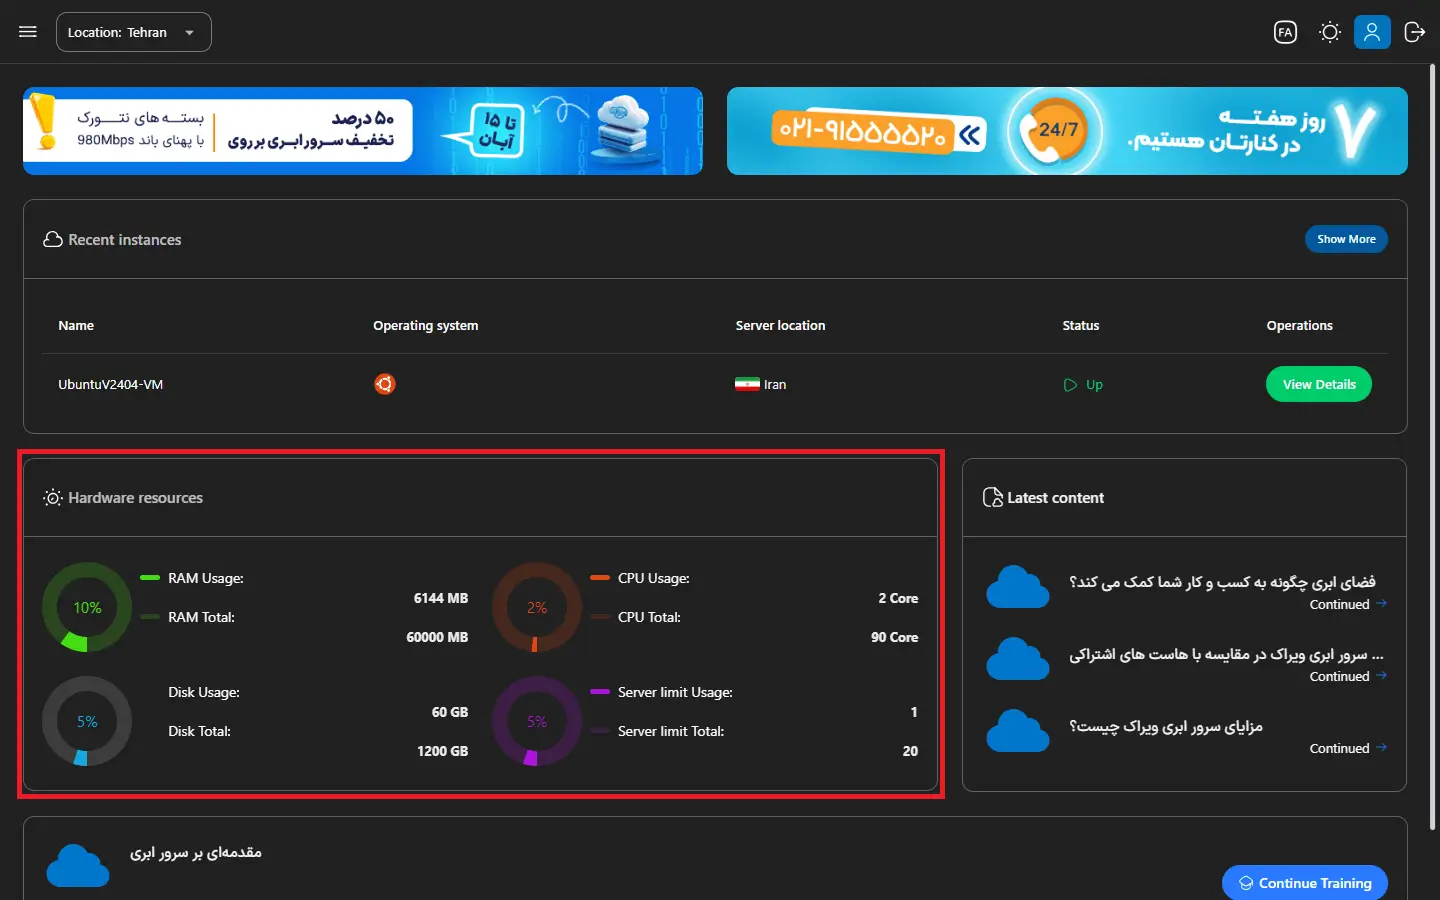 Location: Tehran
FA
۵۰ درصد
تخفیف سرور ابری بر روی
بستـــه های نتــــورک
با پهنای باند 980Mbps
تا ۱۵
آبان
۷
روز هفتـــه
در کنارتـان هستیم.
24/7
۰۲۱-۹۱۵۵۵۵۲۰
Recent instances
Show More
Name
Operating system
Server location
Status
Operations
UbuntuV2404-VM
Iran
Up
View Details
Hardware resources
10%
RAM Usage:
6144 MB
RAM Total:
60000 MB
2%
CPU Usage:
2 Core
CPU Total:
90 Core
5%
Disk Usage:
60 GB
Disk Total:
1200 GB
5%
Server limit Usage:
1
Server limit Total:
20
Latest content
فضای ابری چگونه به کسب و کار شما کمک می کند؟
Continued
سرور ابری ویراک در مقایسه با هاست های اشتراکی ...
Continued
مزایای سرور ابری ویراک چیست؟
Continued
مقدمه‌ای بر سرور ابری
Continue Training